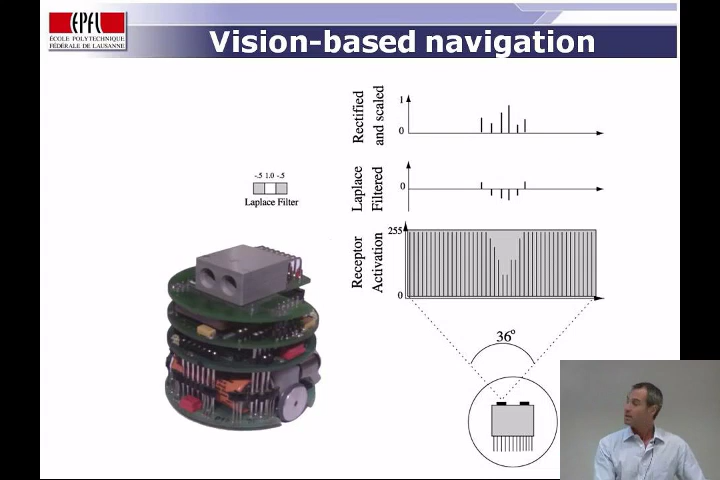 EPFL
ÉCOLE POLYTECHNIQUE
FÉDÉRALE DE LAUSANNE
Vision-based navigation
Rectified
and scaled
1
0
Laplace
Filtered
0
-.5 1.0 -.5
Laplace Filter
Receptor
Activation
255
0
36°